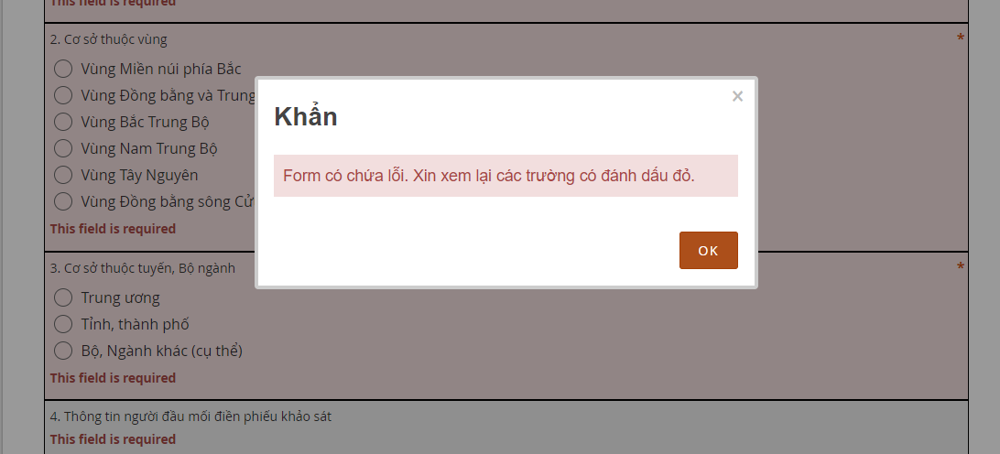 This field is required
2. Cơ sở thuộc vùng *
Vùng Miền núi phía Bắc
Vùng Đồng bằng và Trung
Vùng Bắc Trung Bộ
Vùng Nam Trung Bộ
Vùng Tây Nguyên
Vùng Đồng bằng sông Cử
This field is required
×
Khẩn
Form có chứa lỗi. Xin xem lại các trường có đánh dấu đỏ.
OK
3. Cơ sở thuộc tuyến, Bộ ngành *
Trung ương
Tỉnh, thành phố
Bộ, Ngành khác (cụ thể)
This field is required
4. Thông tin người đầu mối điền phiếu khảo sát
This field is required